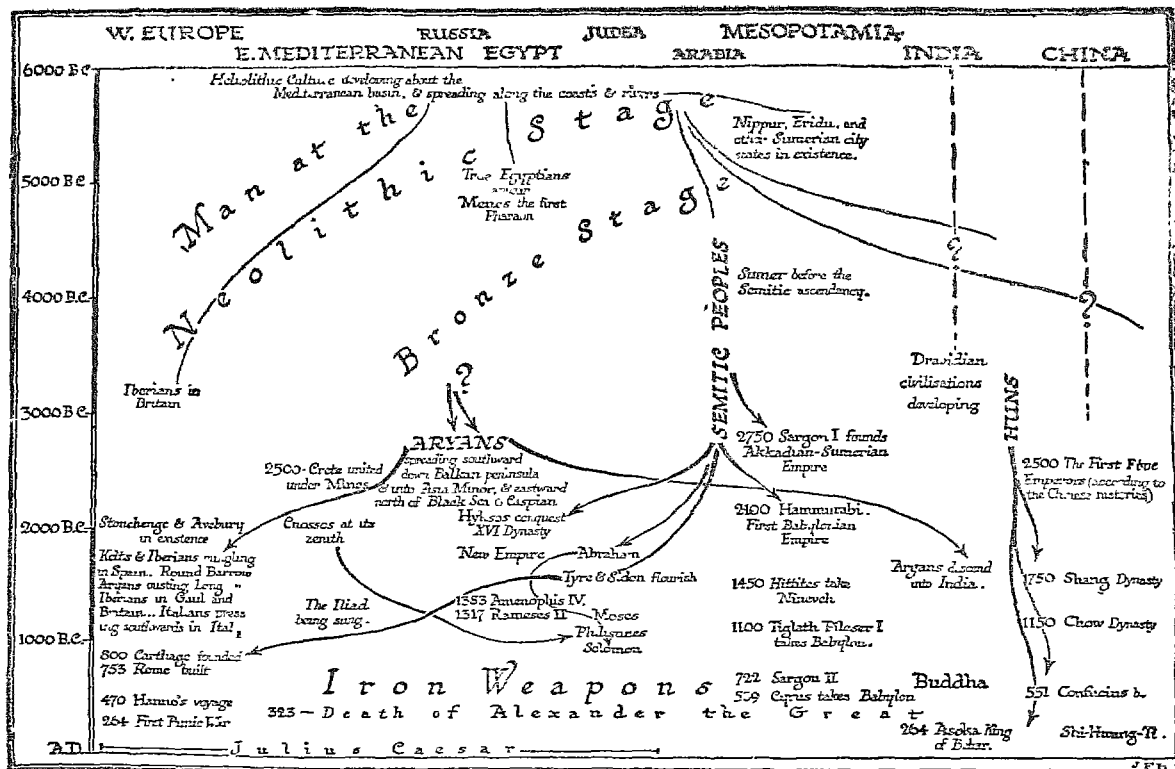 W. EUROPE RUSSIA JUDEA MESOPOTAMIA
E. MEDITERRANEAN EGYPT ARABIA INDIA CHINA
6000 B.C.
Heliolithic Culture developing about the
Mediterranean basin, & spreading along the coasts & rivers
Man at the
Neolithic Stage
Nippur, Eridu, and
other Sumerian city
states in existence.
5000 B.C.
True Egyptians
Menes the first
Pharaoh
Bronze Stage
4000 B.C.
SEMITIC PEOPLES
Sumer before the
Semitic ascendancy.
?
?
?
Iberians in
Britain
Dravidian
civilisations
developing
3000 B.C.
HUNS
ARYANS
spreading southward
down Balkan peninsula
& into Asia Minor, & eastward
north of Black Sea & Caspian
2500-Crete united
under Minos
2750 Sargon I founds
Akkadian-Sumerian
Empire
2500 The First Five
Emperors (according to
the Chinese histories)
2000 B.C.
Stonehenge & Avebury
in existence
Cnossos at its
zenith
Hyksos conquest
XVI Dynasty
2100 Hammurabi.
First Babylonian
Empire
Kelts & Iberians mingling
in Spain. Round Barrow
Aryans ousting Long
Iberians in Gaul and
Britain... Italians press
ing southwards in Ital,
New Empire
Abraham
Tyre & Sidon flourish
Aryans descend
into India.
1750 Shang Dynasty
The Iliad
being sung.
1353 Amenophis IV.
1317 Rameses II
Moses
Philistines
Solomon
1450 Hittites take
Nineveh
1150 Chow Dynasty
1000 B.C.
1100 Tiglath Pileser I
takes Babylon.
800 Carthage founded
753 Rome built
Iron Weapons
722 Sargon II
539 Cyrus takes Babylon
Buddha
551 Confucius b.
470 Hanno's voyage
264 First Punic War
323-Death of Alexander the Great
264 Asoka King
of Behar.
Shi-Hwang-Ti.
A.D.
Julius Caesar
J.F.H.